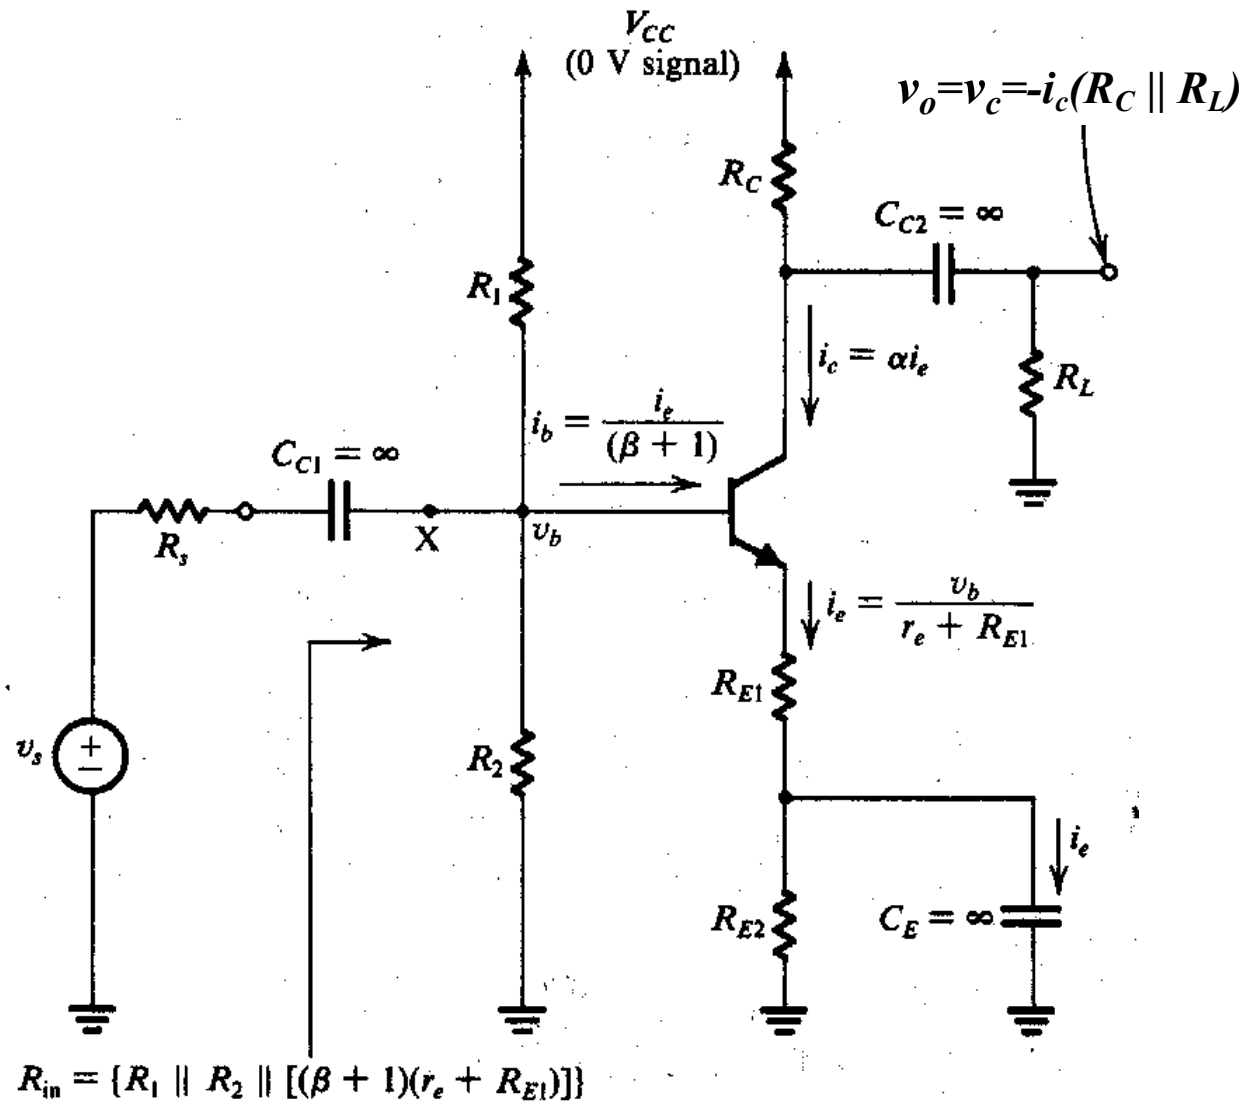 V_CC
(0 V signal)
v_o=v_c=-i_c(R_C || R_L)
R_C
C_C2 = ∞
R_1
i_c = αi_e
R_L
i_b = i_e / (β + 1)
C_C1 = ∞
R_s
X
v_b
i_e = v_b / (r_e + R_E1)
R_E1
v_s
+
−
R_2
i_e
R_E2
C_E = ∞
R_in = {R_1 || R_2 || [(β + 1)(r_e + R_E1)]}